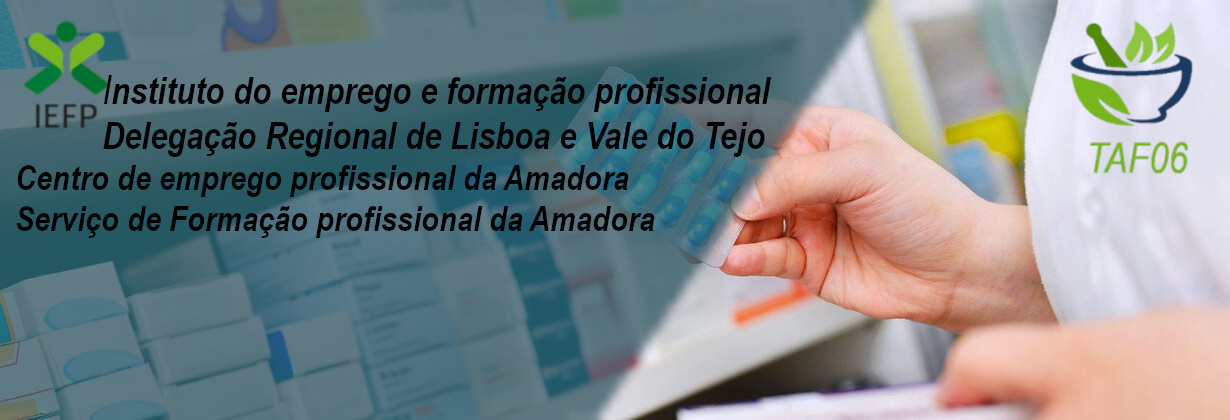 IEFP
Instituto do emprego e formação profissional
Delegação Regional de Lisboa e Vale do Tejo
Centro de emprego profissional da Amadora
Serviço de Formação profissional da Amadora
TAF06